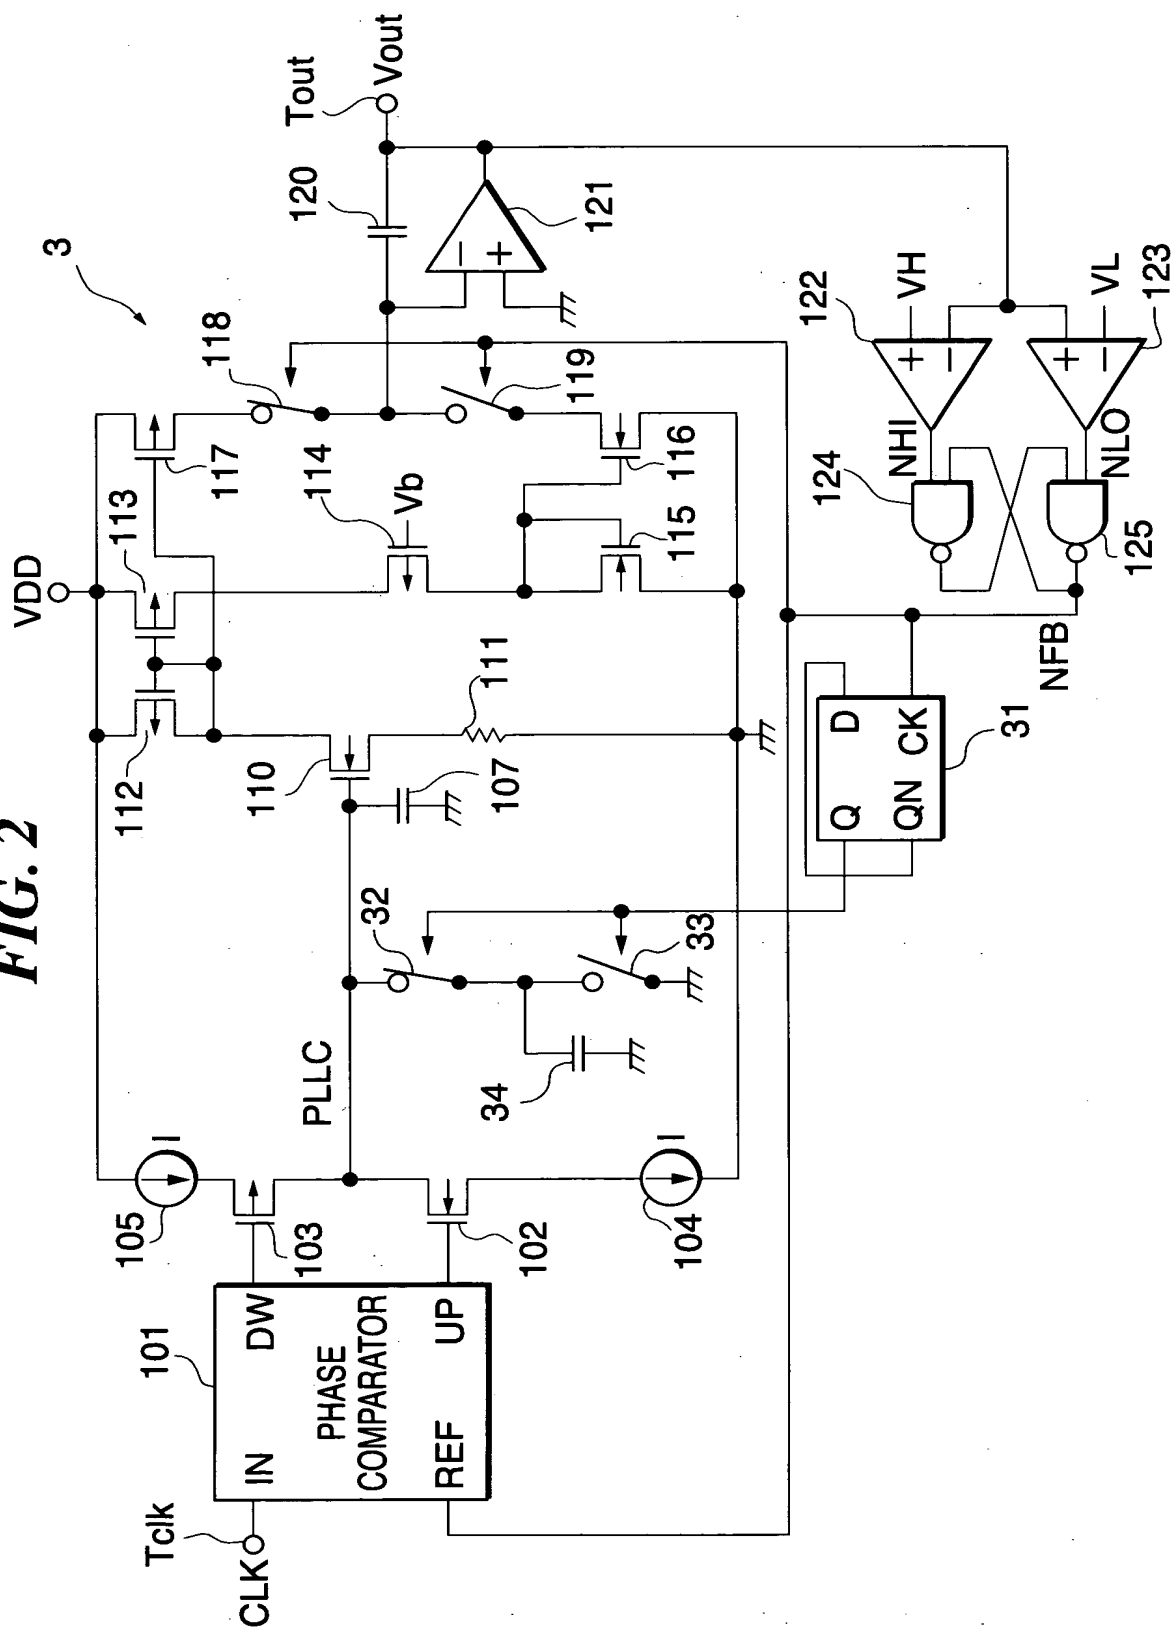 FIG. 2
3
VDD
Tout
Vout
120
121
118
119
117
113
112
114
Vb
116
115
110
111
107
105
I
103
102
104
I
PLLC
32
33
34
Tclk
CLK
101
IN
DW
PHASE
COMPARATOR
REF
UP
31
D
Q
CK
QN
NFB
122
VH
+
−
NHI
124
123
VL
+
−
NLO
125
−
+